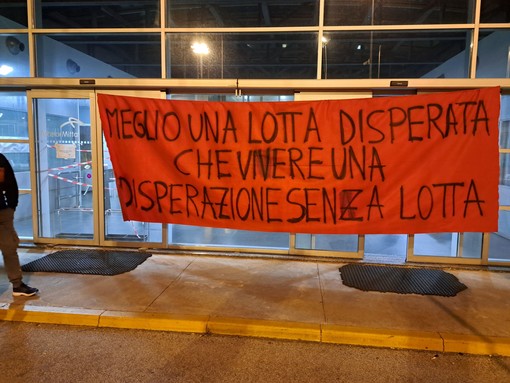 MEGLIO UNA LOTTA DISPERATA
CHE VIVERE UNA
DISPERAZIONE SENZA LOTTA